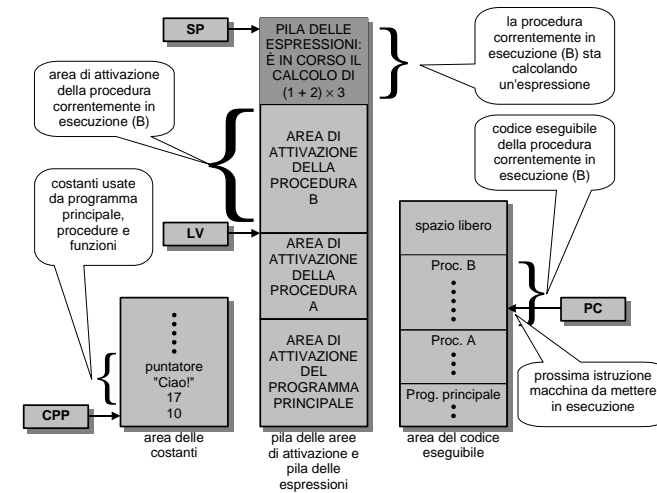 SP
PILA DELLE
ESPRESSIONI:
È IN CORSO IL
CALCOLO DI
(1 + 2) × 3
la procedura
correntemente in
esecuzione (B) sta
calcolando
un'espressione
area di attivazione
della procedura
correntemente in
esecuzione (B)
AREA DI
ATTIVAZIONE
DELLA
PROCEDURA
B
codice eseguibile
della procedura
correntemente in
esecuzione (B)
costanti usate
da programma
principale,
procedure e
funzioni
LV
AREA DI
ATTIVAZIONE
DELLA
PROCEDURA
A
spazio libero
Proc. B
PC
puntatore
"Ciao!"
17
10
CPP
AREA DI
ATTIVAZIONE
DEL
PROGRAMMA
PRINCIPALE
Proc. A
Prog. principale
prossima istruzione
macchina da mettere
in esecuzione
area delle
costanti
pila delle aree
di attivazione e
pila delle
espressioni
area del codice
eseguibile